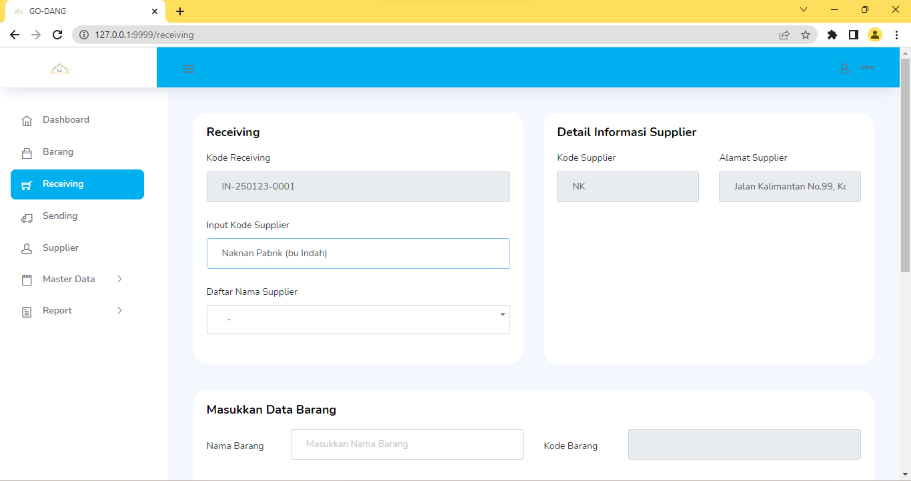 GO-DANG
127.0.0.1:9999/receiving
Dashboard
Barang
Receiving
Sending
Supplier
Master Data
Report
Receiving
Kode Receiving
IN-250123-0001
Input Kode Supplier
Naknan Pabrik (bu Indah)
Daftar Nama Supplier
-
Detail Informasi Supplier
Kode Supplier
Alamat Supplier
NK
Jalan Kalimantan No.99, Kc
Masukkan Data Barang
Nama Barang
Masukkan Nama Barang
Kode Barang